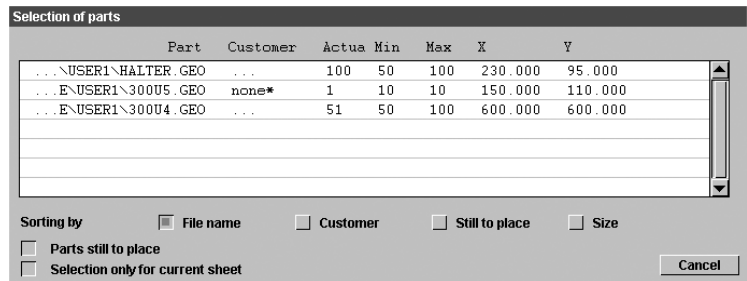 Selection of parts
Part Customer Actua Min Max X Y
...\USER1\HALTER.GEO ... 100 50 100 230.000 95.000
...E\USER1\300U5.GEO none* 1 10 10 150.000 110.000
...E\USER1\300U4.GEO ... 51 50 100 600.000 600.000
Sorting by File name Customer Still to place Size
Parts still to place
Selection only for current sheet
Cancel